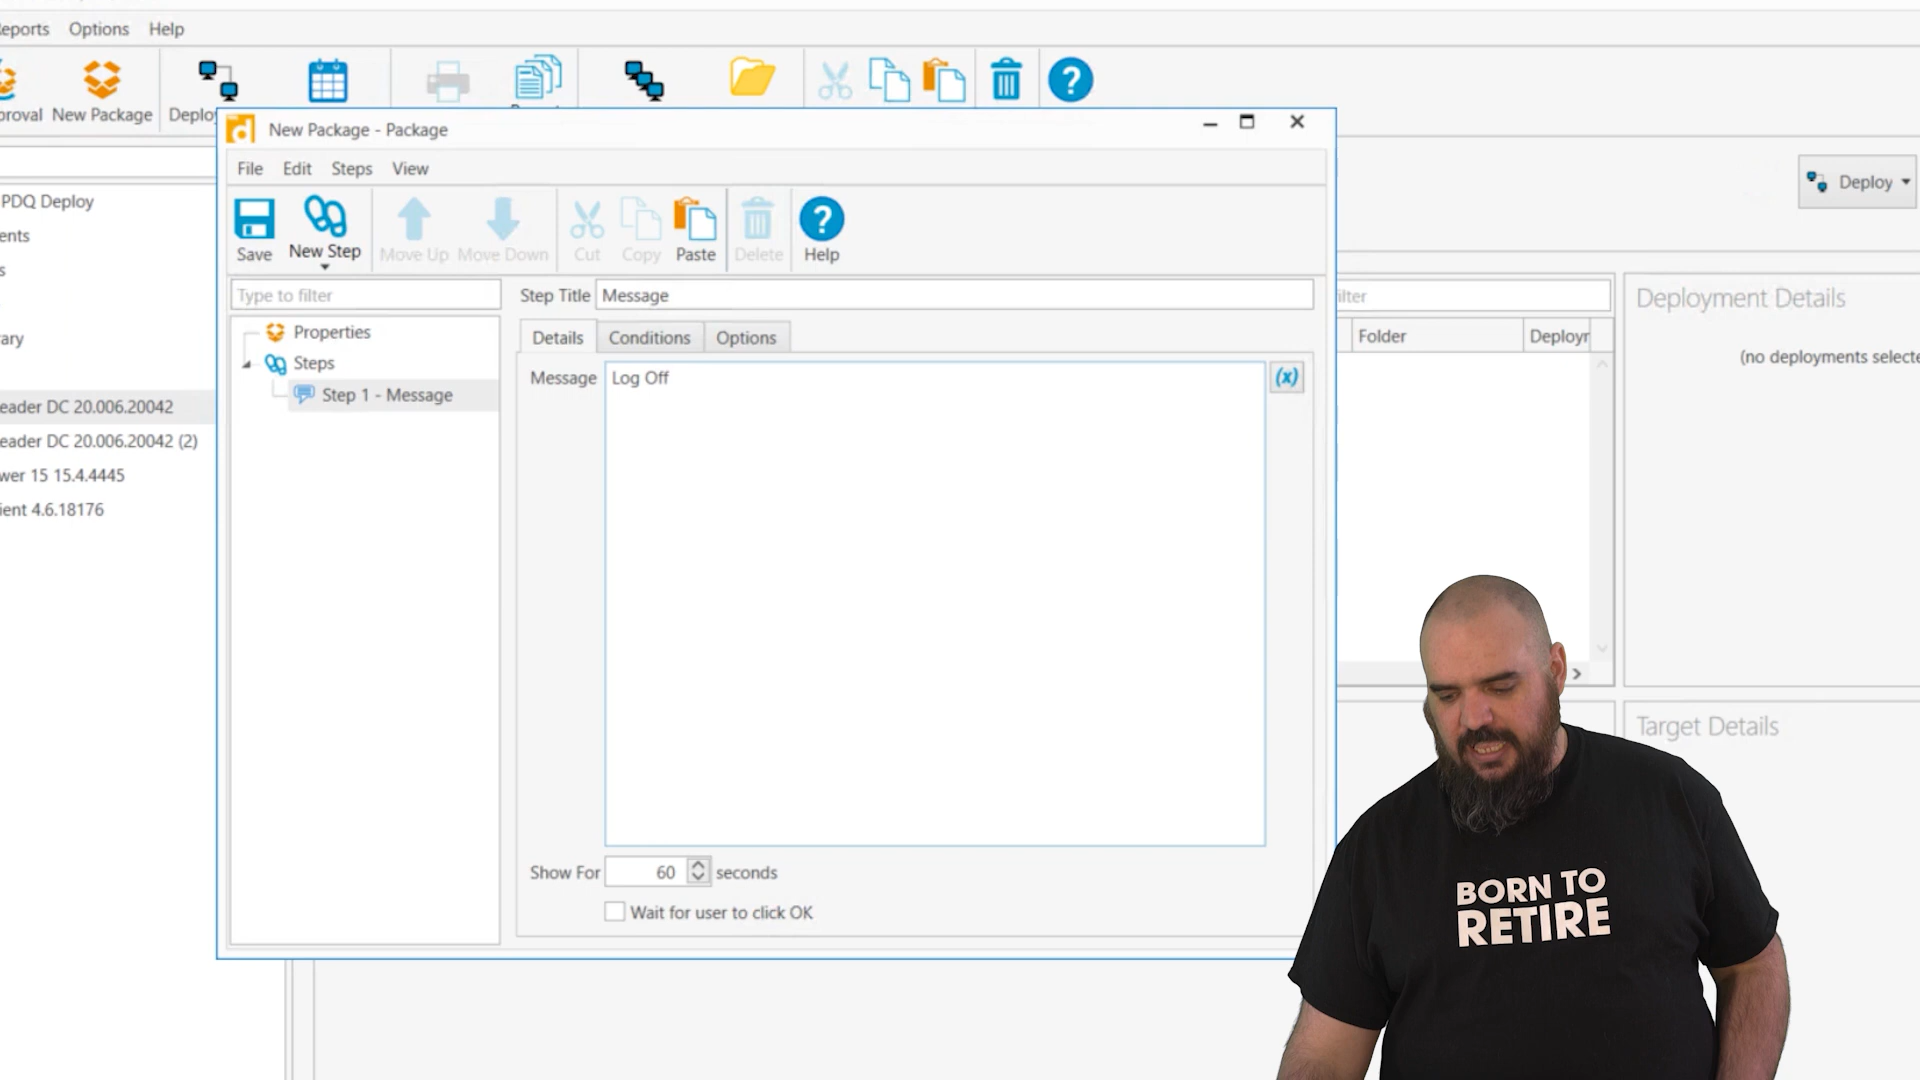 eports Options Help
proval New Package Deploy
New Package - Package
File Edit Steps View
Save New Step Move Up Move Down Cut Copy Paste Delete Help
Deploy
Type to filter
Step Title Message
ilter
Deployment Details
PDQ Deploy
ents
s
ary
eader DC 20.006.20042
eader DC 20.006.20042 (2)
wer 15 15.4.4445
ient 4.6.18176
Properties
Steps
Step 1 - Message
Details Conditions Options
Message Log Off
(x)
Folder Deployr
(no deployments selecte
Target Details
Show For 60 seconds
Wait for user to click OK
BORN TO
RETIRE